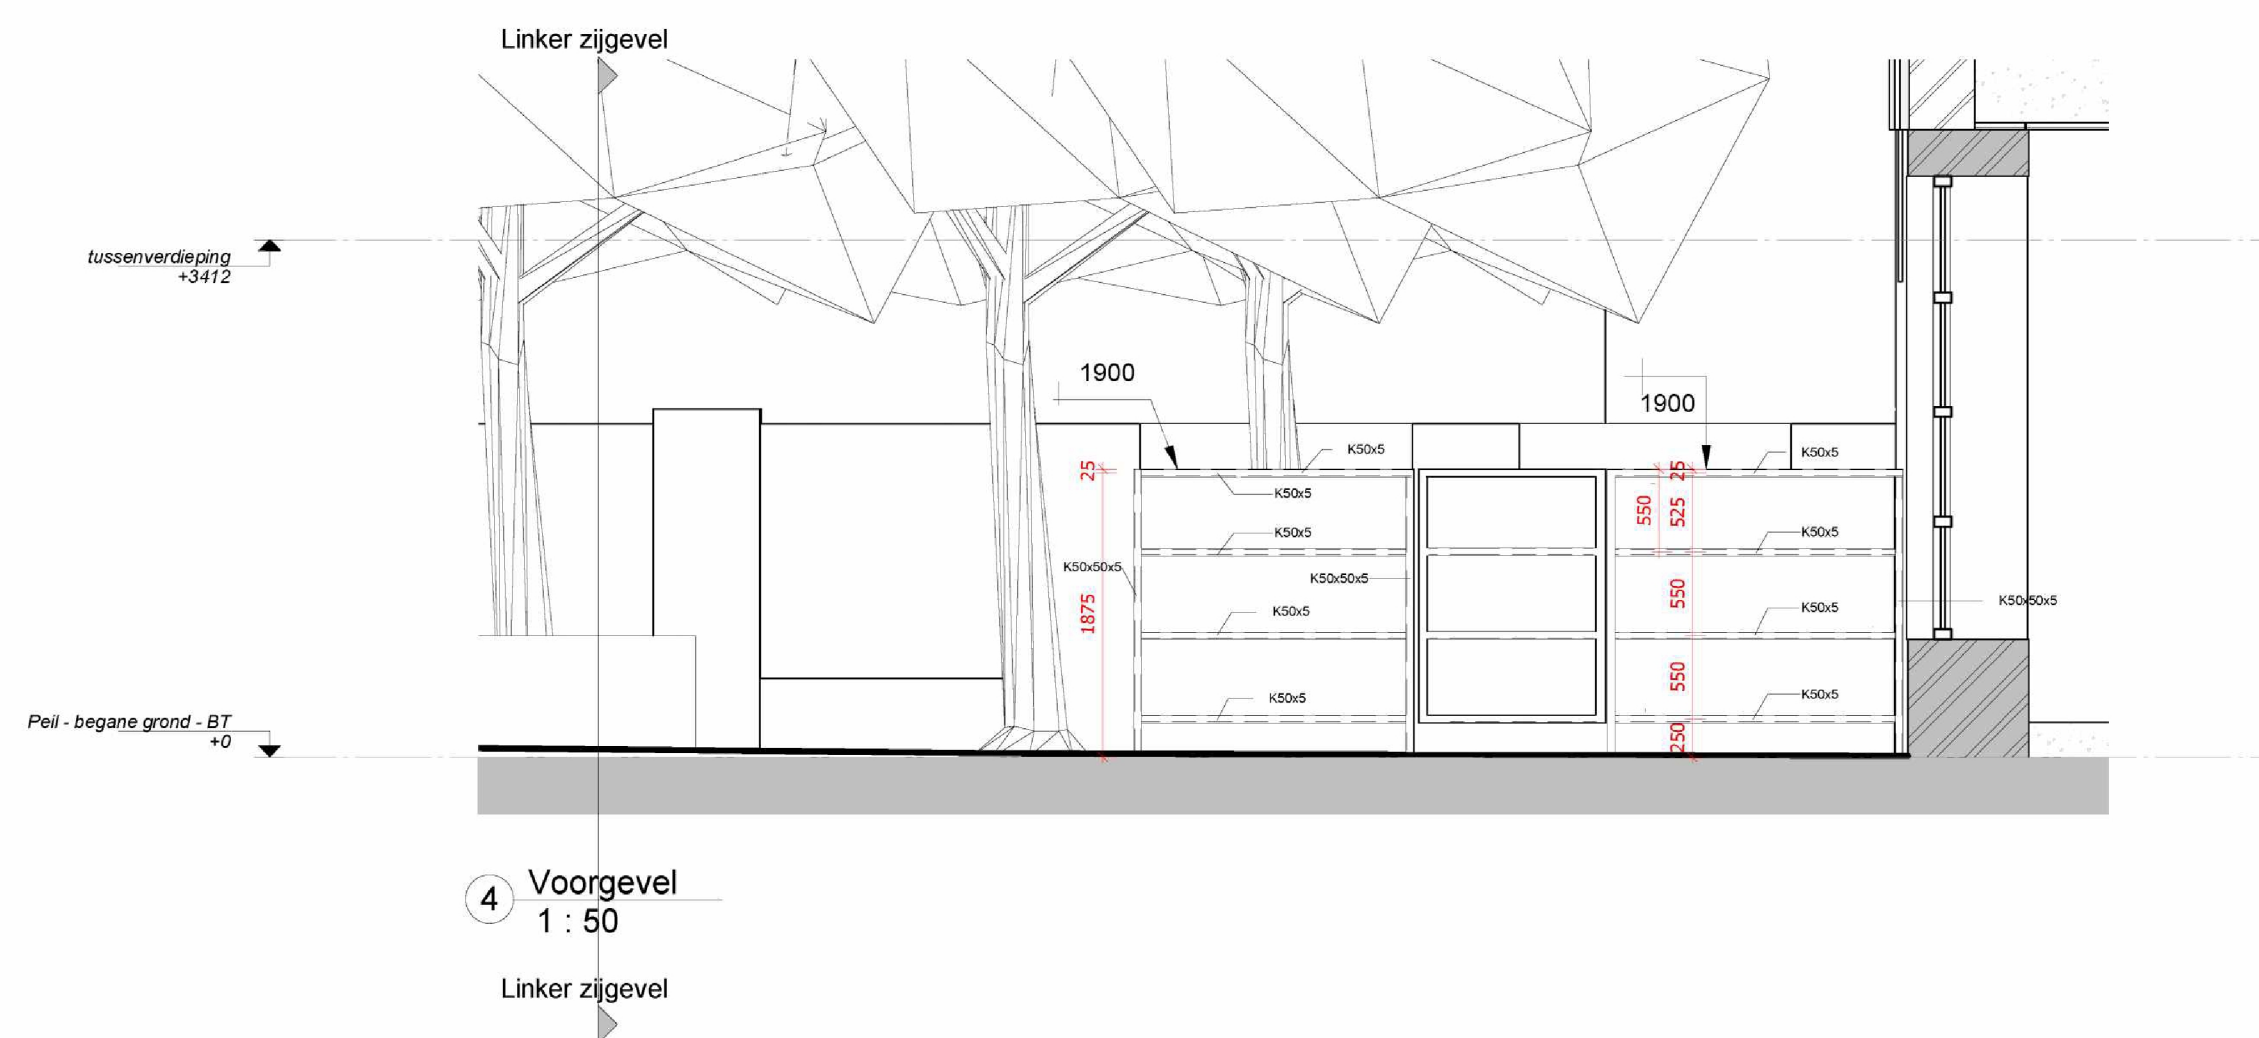 Linker zijgevel
tussenverdieping
+3412
1900
1900
K50x5
K50x5
25
25
K50x5
550
525
K50x5
K50x5
K50x50x5
K50x50x5
550
K50x50x5
1875
K50x5
K50x5
550
K50x5
K50x5
Peil - begane grond - BT
+0
250
4
Voorgevel
1 : 50
Linker zijgevel